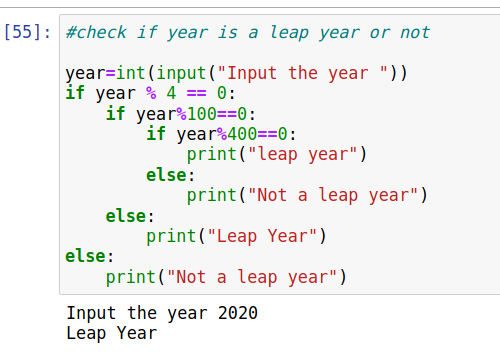 [55]: #check if year is a leap year or not
year=int(input("Input the year "))
if year % 4 == 0:
    if year%100==0:
        if year%400==0:
            print("leap year")
        else:
            print("Not a leap year")
    else:
        print("Leap Year")
else:
    print("Not a leap year")
Input the year 2020
Leap Year